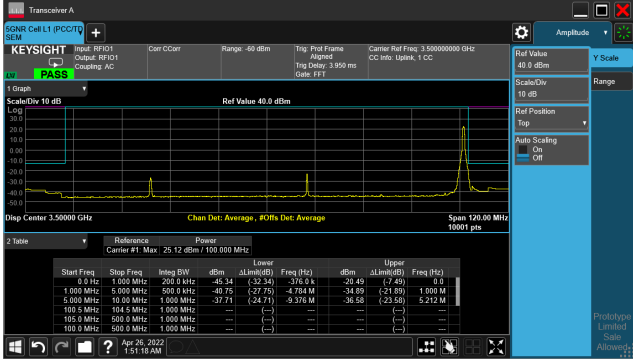 Transceiver A
5GNR Cell L1 (PCC/TD
SEM
+
Amplitude
KEYSIGHT
Input: RFIO1
Output: RFIO1
Coupling: AC
Corr CCorr
Range: -60 dBm
Trig: Prot Frame
Aligned
Trig Delay: 3.950 ms
Gate: FFT
Carrier Ref Freq: 3.500000000 GHz
CC Info: Uplink, 1 CC
PASS
Ref Value
40.0 dBm
Y Scale
Scale/Div
10 dB
Range
Ref Position
Top
Auto Scaling
On
Off
1 Graph
Scale/Div 10 dB
Ref Value 40.0 dBm
Log
30.0
20.0
10.0
0.00
-10.0
-20.0
-30.0
-40.0
-50.0
Disp Center 3.50000 GHz
Chan Det: Average , #Offs Det: Average
Span 120.00 MHz
10001 pts
2 Table
Reference Power
Carrier #1: Max 25.12 dBm / 100.000 MHz
Lower Upper
Start Freq Stop Freq Integ BW dBm ΔLimit(dB) Freq (Hz) dBm ΔLimit(dB) Freq (Hz)
0.0 Hz 1.000 MHz 200.0 kHz -45.34 (-32.34) -376.0 k -20.49 (-7.49) 0.0
1.000 MHz 5.000 MHz 500.0 kHz -40.75 (-27.75) -4.784 M -34.89 (-21.89) 1.000 M
5.000 MHz 10.00 MHz 1.000 MHz -37.71 (-24.71) -9.376 M -36.58 (-23.58) 5.212 M
100.5 MHz 104.5 MHz 1.000 MHz --- (---) --- --- (---) ---
100.5 MHz 500.0 MHz 1.000 MHz --- (---) --- --- (---) ---
105.0 MHz 500.0 MHz 1.000 MHz --- (---) --- --- (---) ---
Prototype
Limited
Sale
Allowed
?
Apr 26, 2022
1:51:18 AM